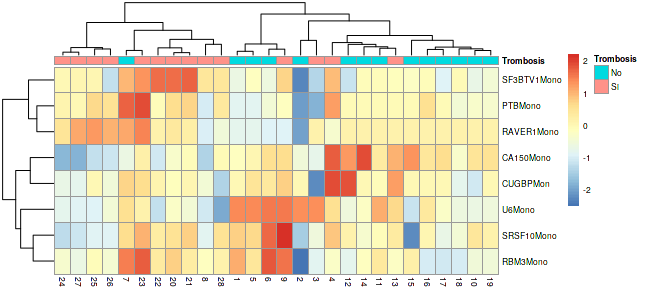 Trombosis
SF3BTV1Mono
PTBMono
RAVER1Mono
CA150Mono
CUGBPMon
U6Mono
SRSF10Mono
RBM3Mono
24 27 25 26 7 23 22 20 21 8 28 1 5 6 9 2 3 4 12 14 11 13 15 16 17 18 10 19
2
1
0
-1
-2
Trombosis
No
SI